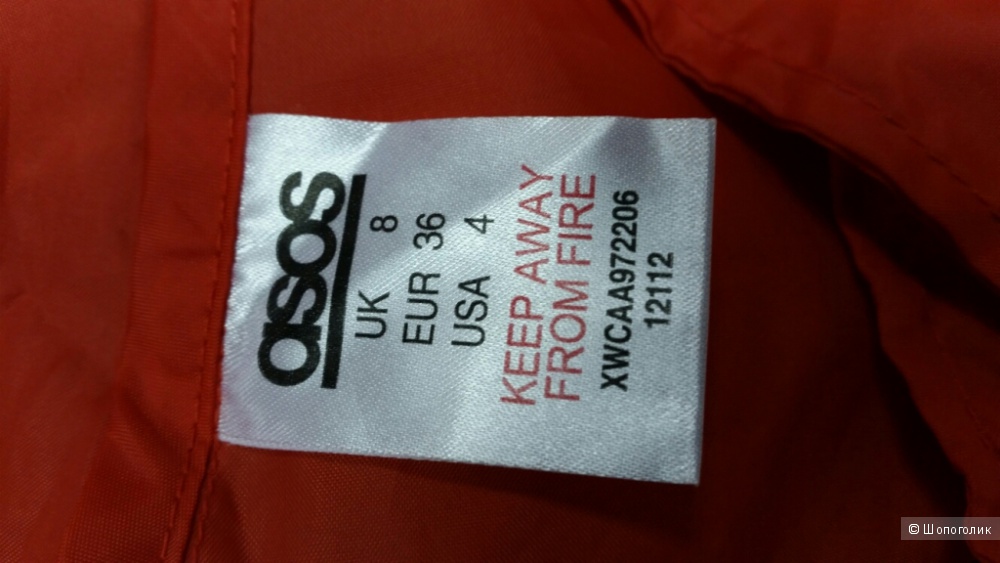 asos
UK 8
EUR 36
USA 4
KEEP AWAY
FROM FIRE
XWCAA972206
12112
© Шопоголик